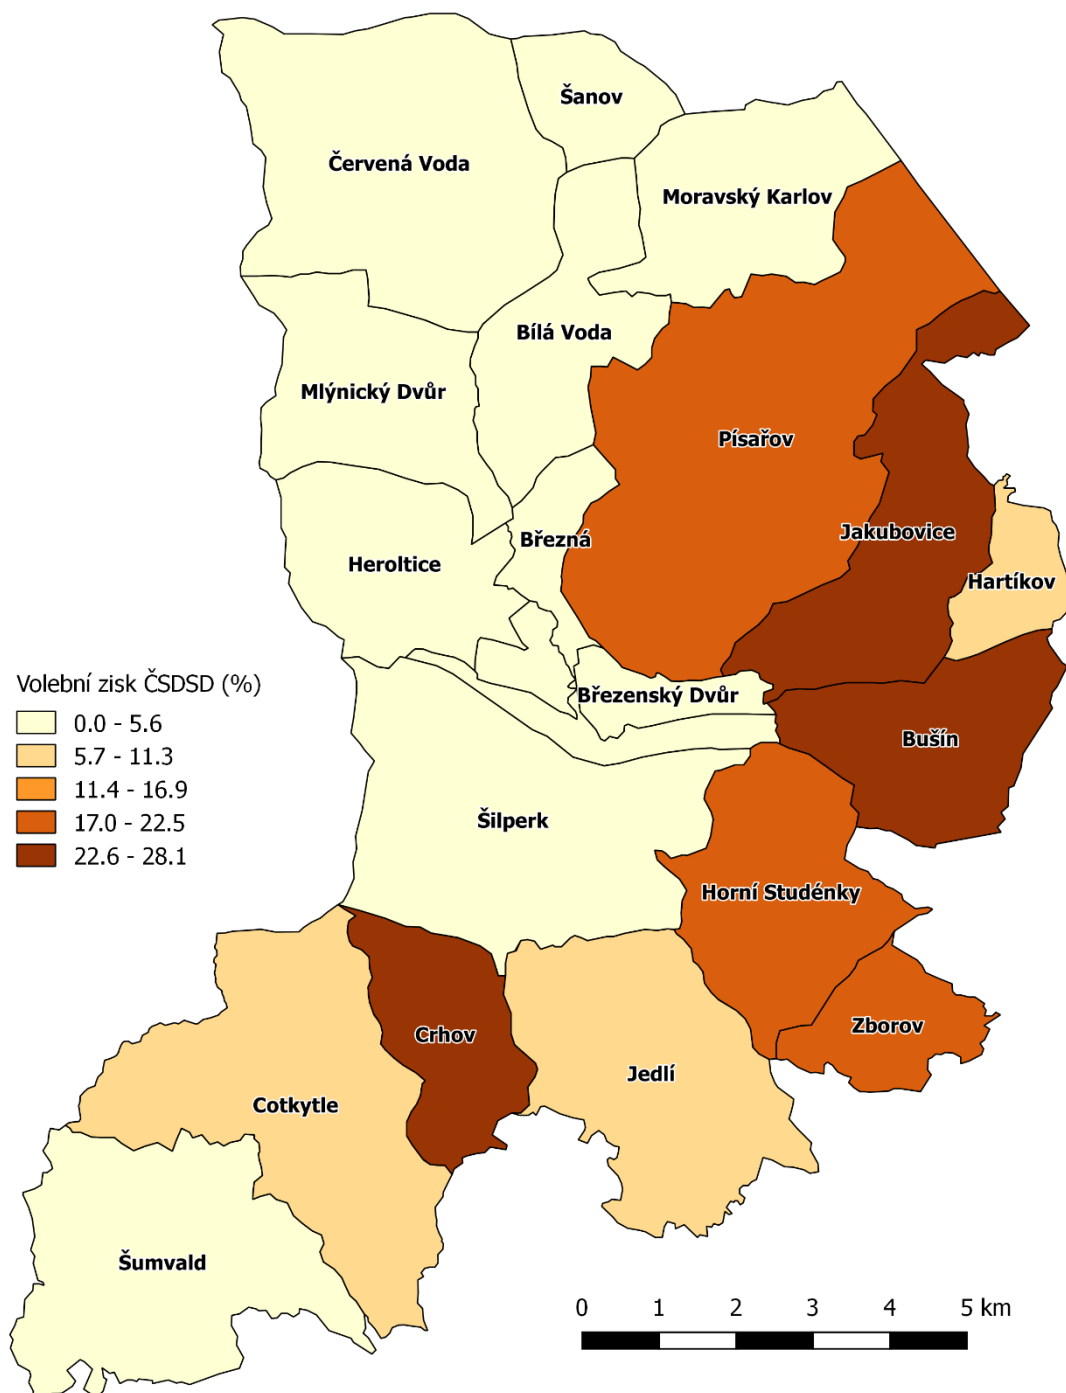 Šanov
Červená Voda
Moravský Karlov
Bílá Voda
Mlýnický Dvůr
Písařov
Jakubovice
Březná
Heroltice
Hartíkov
Volební zisk ČSDSD (%)
0.0 - 5.6
5.7 - 11.3
11.4 - 16.9
17.0 - 22.5
22.6 - 28.1
Březenský Dvůr
Bušín
Šilperk
Horní Studénky
Zborov
Crhov
Jedlí
Cotkytle
Šumvald
0 1 2 3 4 5 km